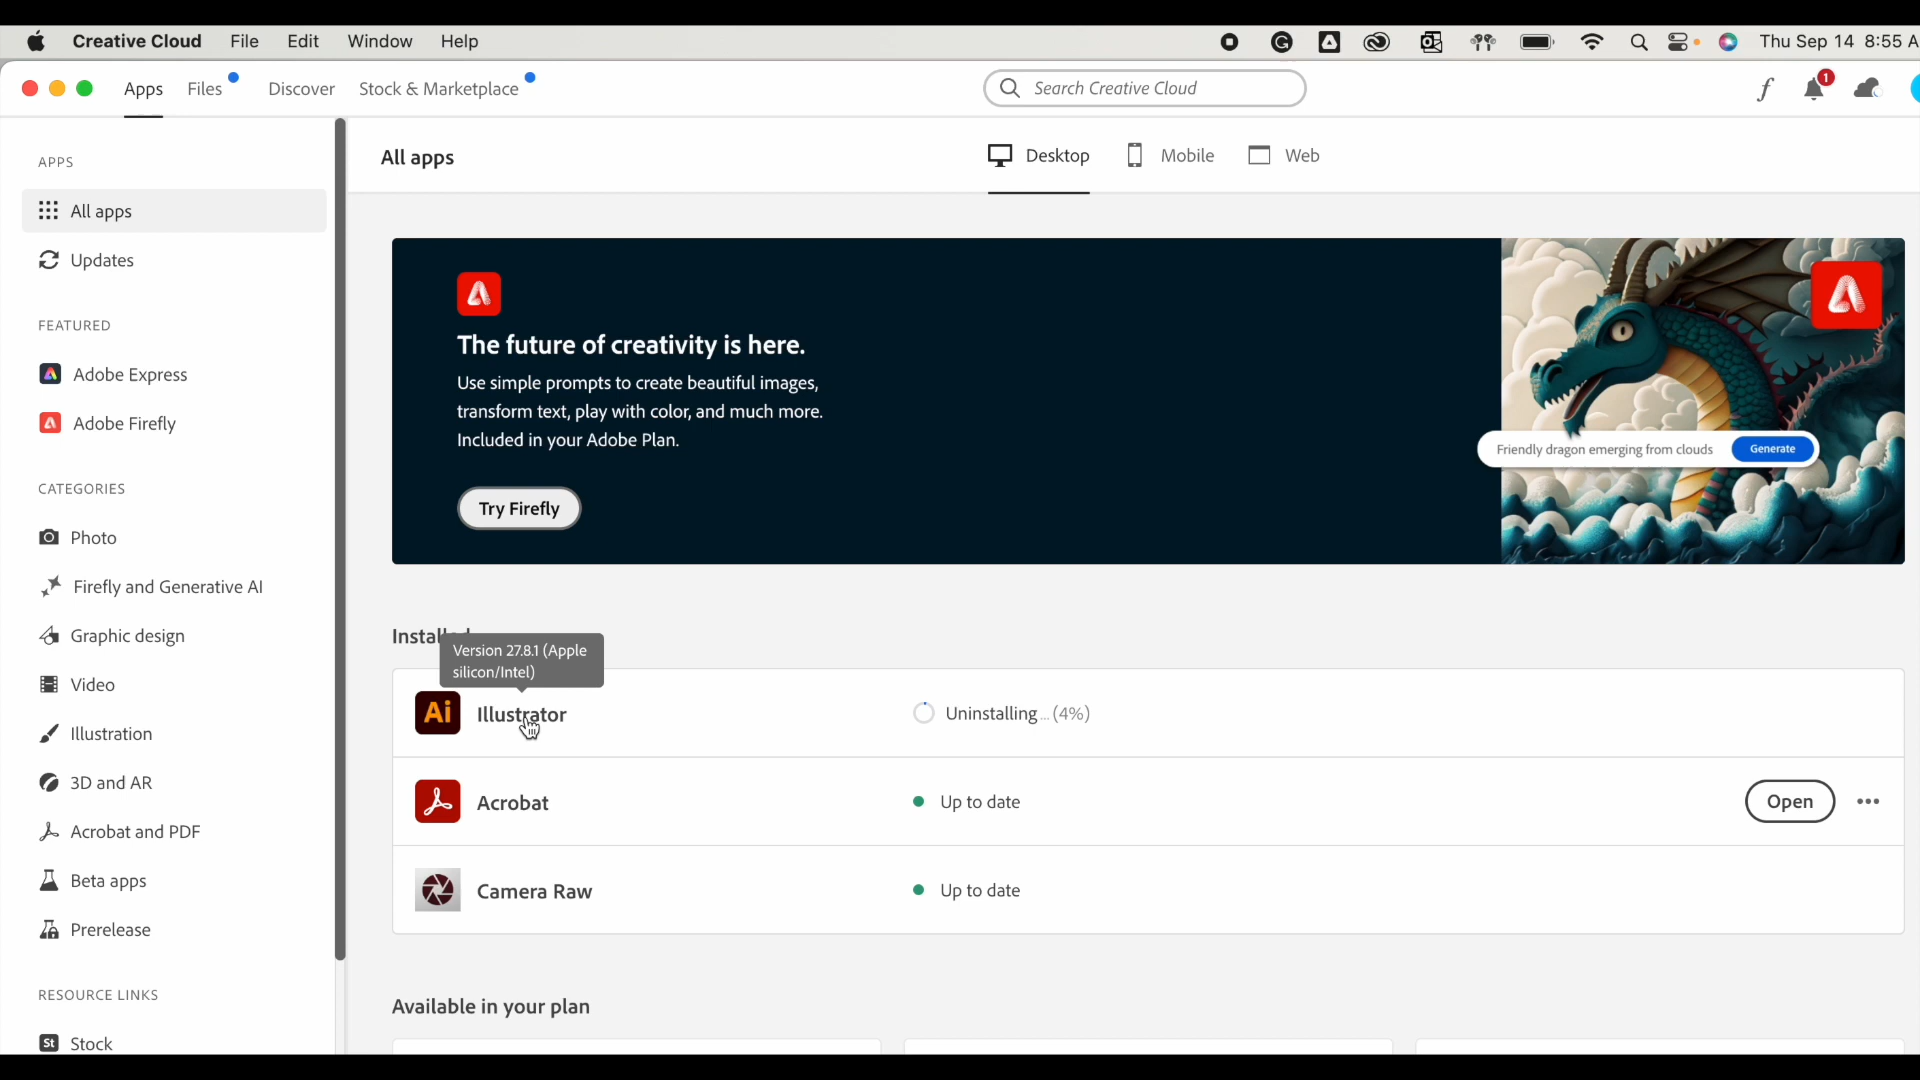 Creative Cloud File Edit Window Help Thu Sep 14 8:55 A
Apps Files Discover Stock & Marketplace Search Creative Cloud 1
APPS
All apps
Updates
FEATURED
Adobe Express
Adobe Firefly
CATEGORIES
Photo
Firefly and Generative AI
Graphic design
Video
Illustration
3D and AR
Acrobat and PDF
Beta apps
Prerelease
RESOURCE LINKS
St Stock
All apps Desktop Mobile Web
The future of creativity is here.
Use simple prompts to create beautiful images,
transform text, play with color, and much more.
Included in your Adobe Plan.
Try Firefly
Friendly dragon emerging from clouds Generate
Install
Version 27.8.1 (Apple
silicon/Intel)
Ai Illustrator Uninstalling... (4%)
Acrobat Up to date Open
Camera Raw Up to date
Available in your plan